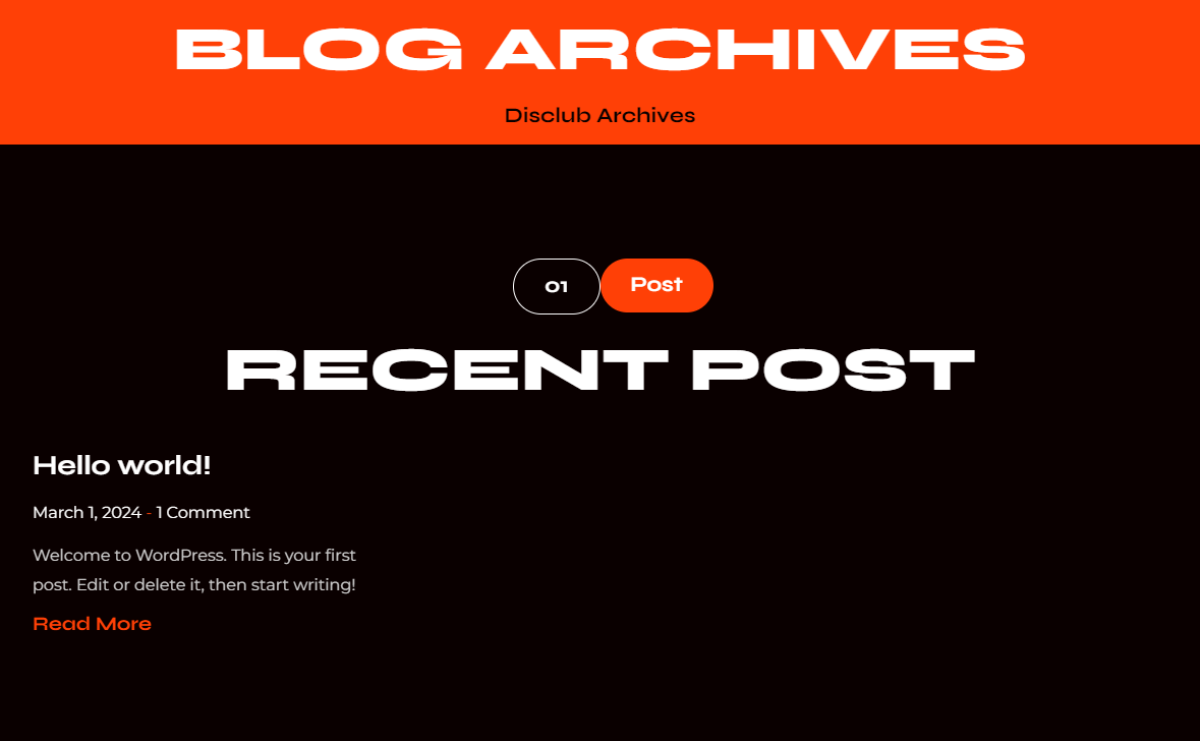 BLOG ARCHIVES
Disclub Archives
01 Post
RECENT POST
Hello world!
March 1, 2024 - 1 Comment
Welcome to WordPress. This is your first
post. Edit or delete it, then start writing!
Read More